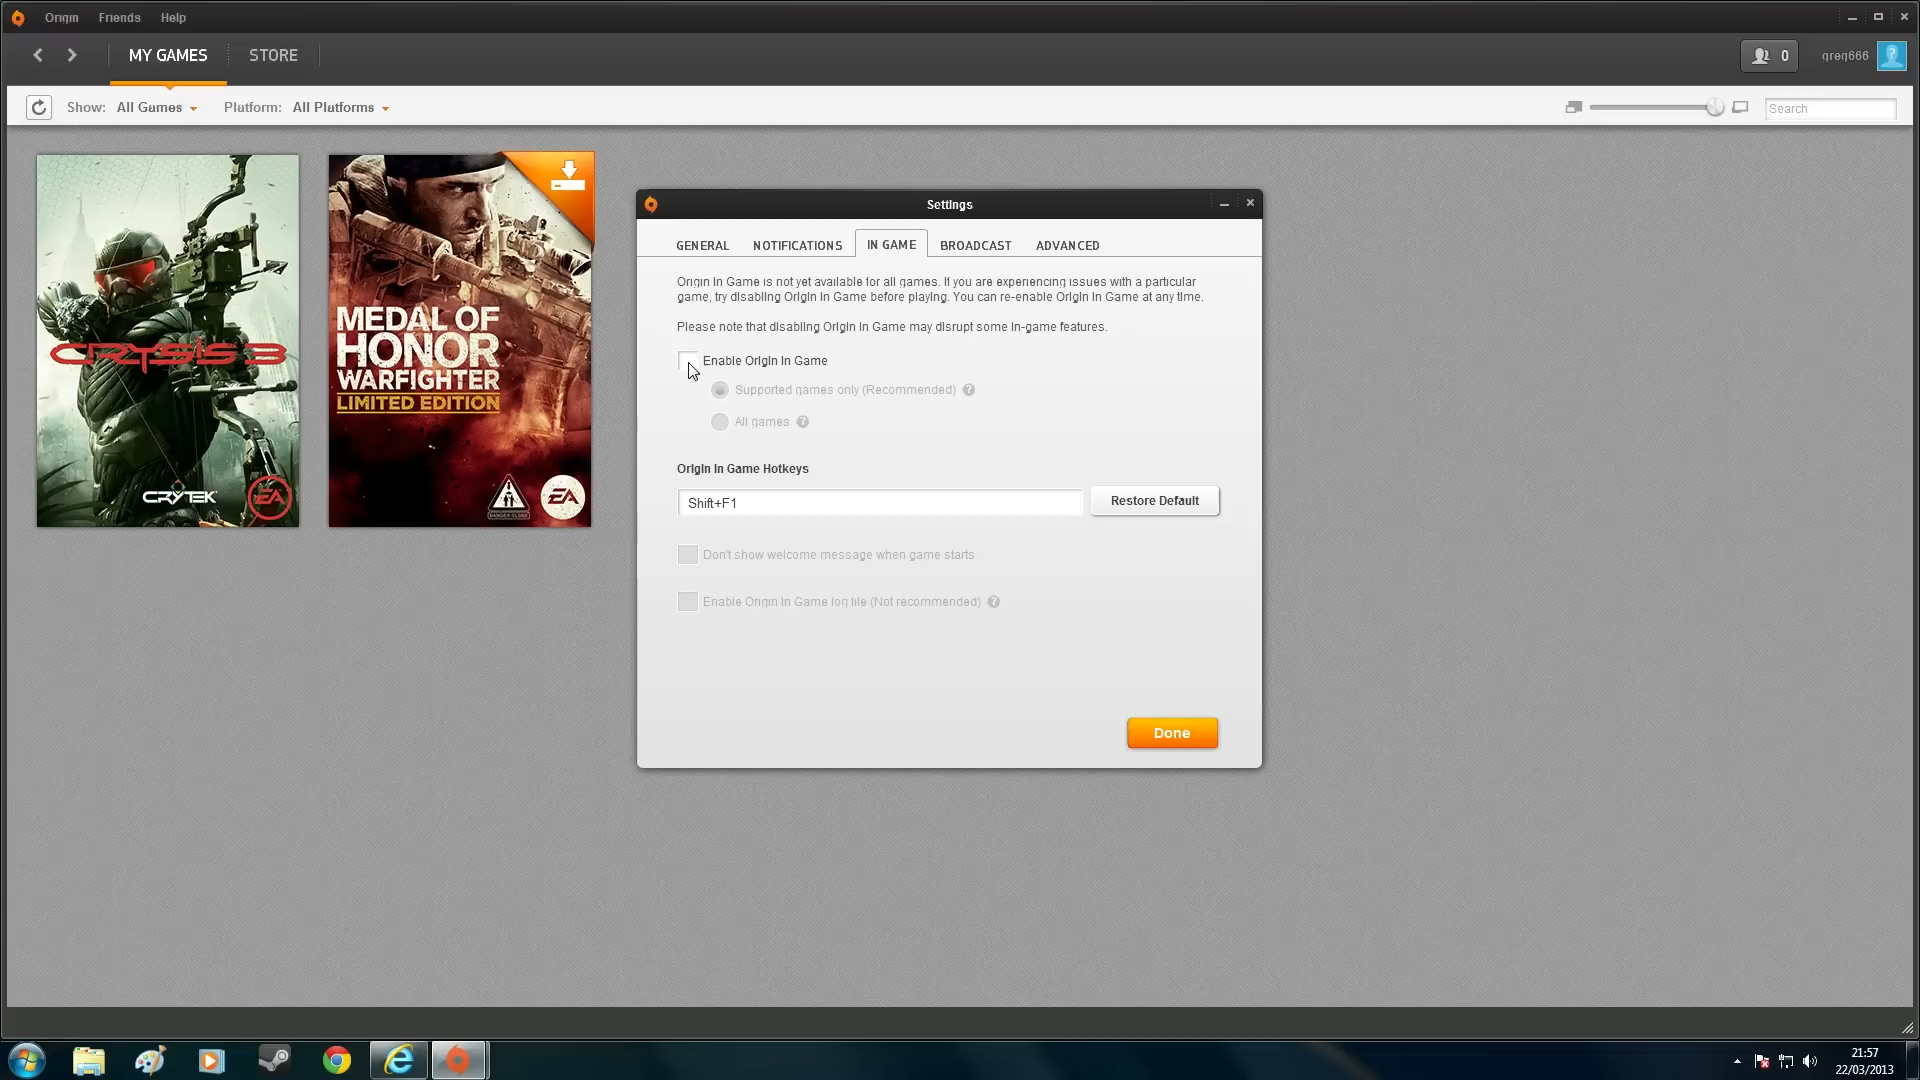 Origin Friends Help
MY GAMES STORE
0 greg666
Show: All Games Platform: All Platforms
Search
CRYSIS 3
CRYTEK EA
MEDAL OF
HONOR
WARFIGHTER
LIMITED EDITION
DANGER CLOSE
EA
Settings
GENERAL NOTIFICATIONS IN GAME BROADCAST ADVANCED
Origin In Game is not yet available for all games. If you are experiencing issues with a particular
game, try disabling Origin In Game before playing. You can re-enable Origin In Game at any time.
Please note that disabling Origin In Game may disrupt some in-game features.
Enable Origin In Game
Supported games only (Recommended) ?
All games ?
Origin In Game Hotkeys
Shift+F1 Restore Default
Don't show welcome message when game starts
Enable Origin In Game log file (Not recommended) ?
Done
21:57
22/03/2013